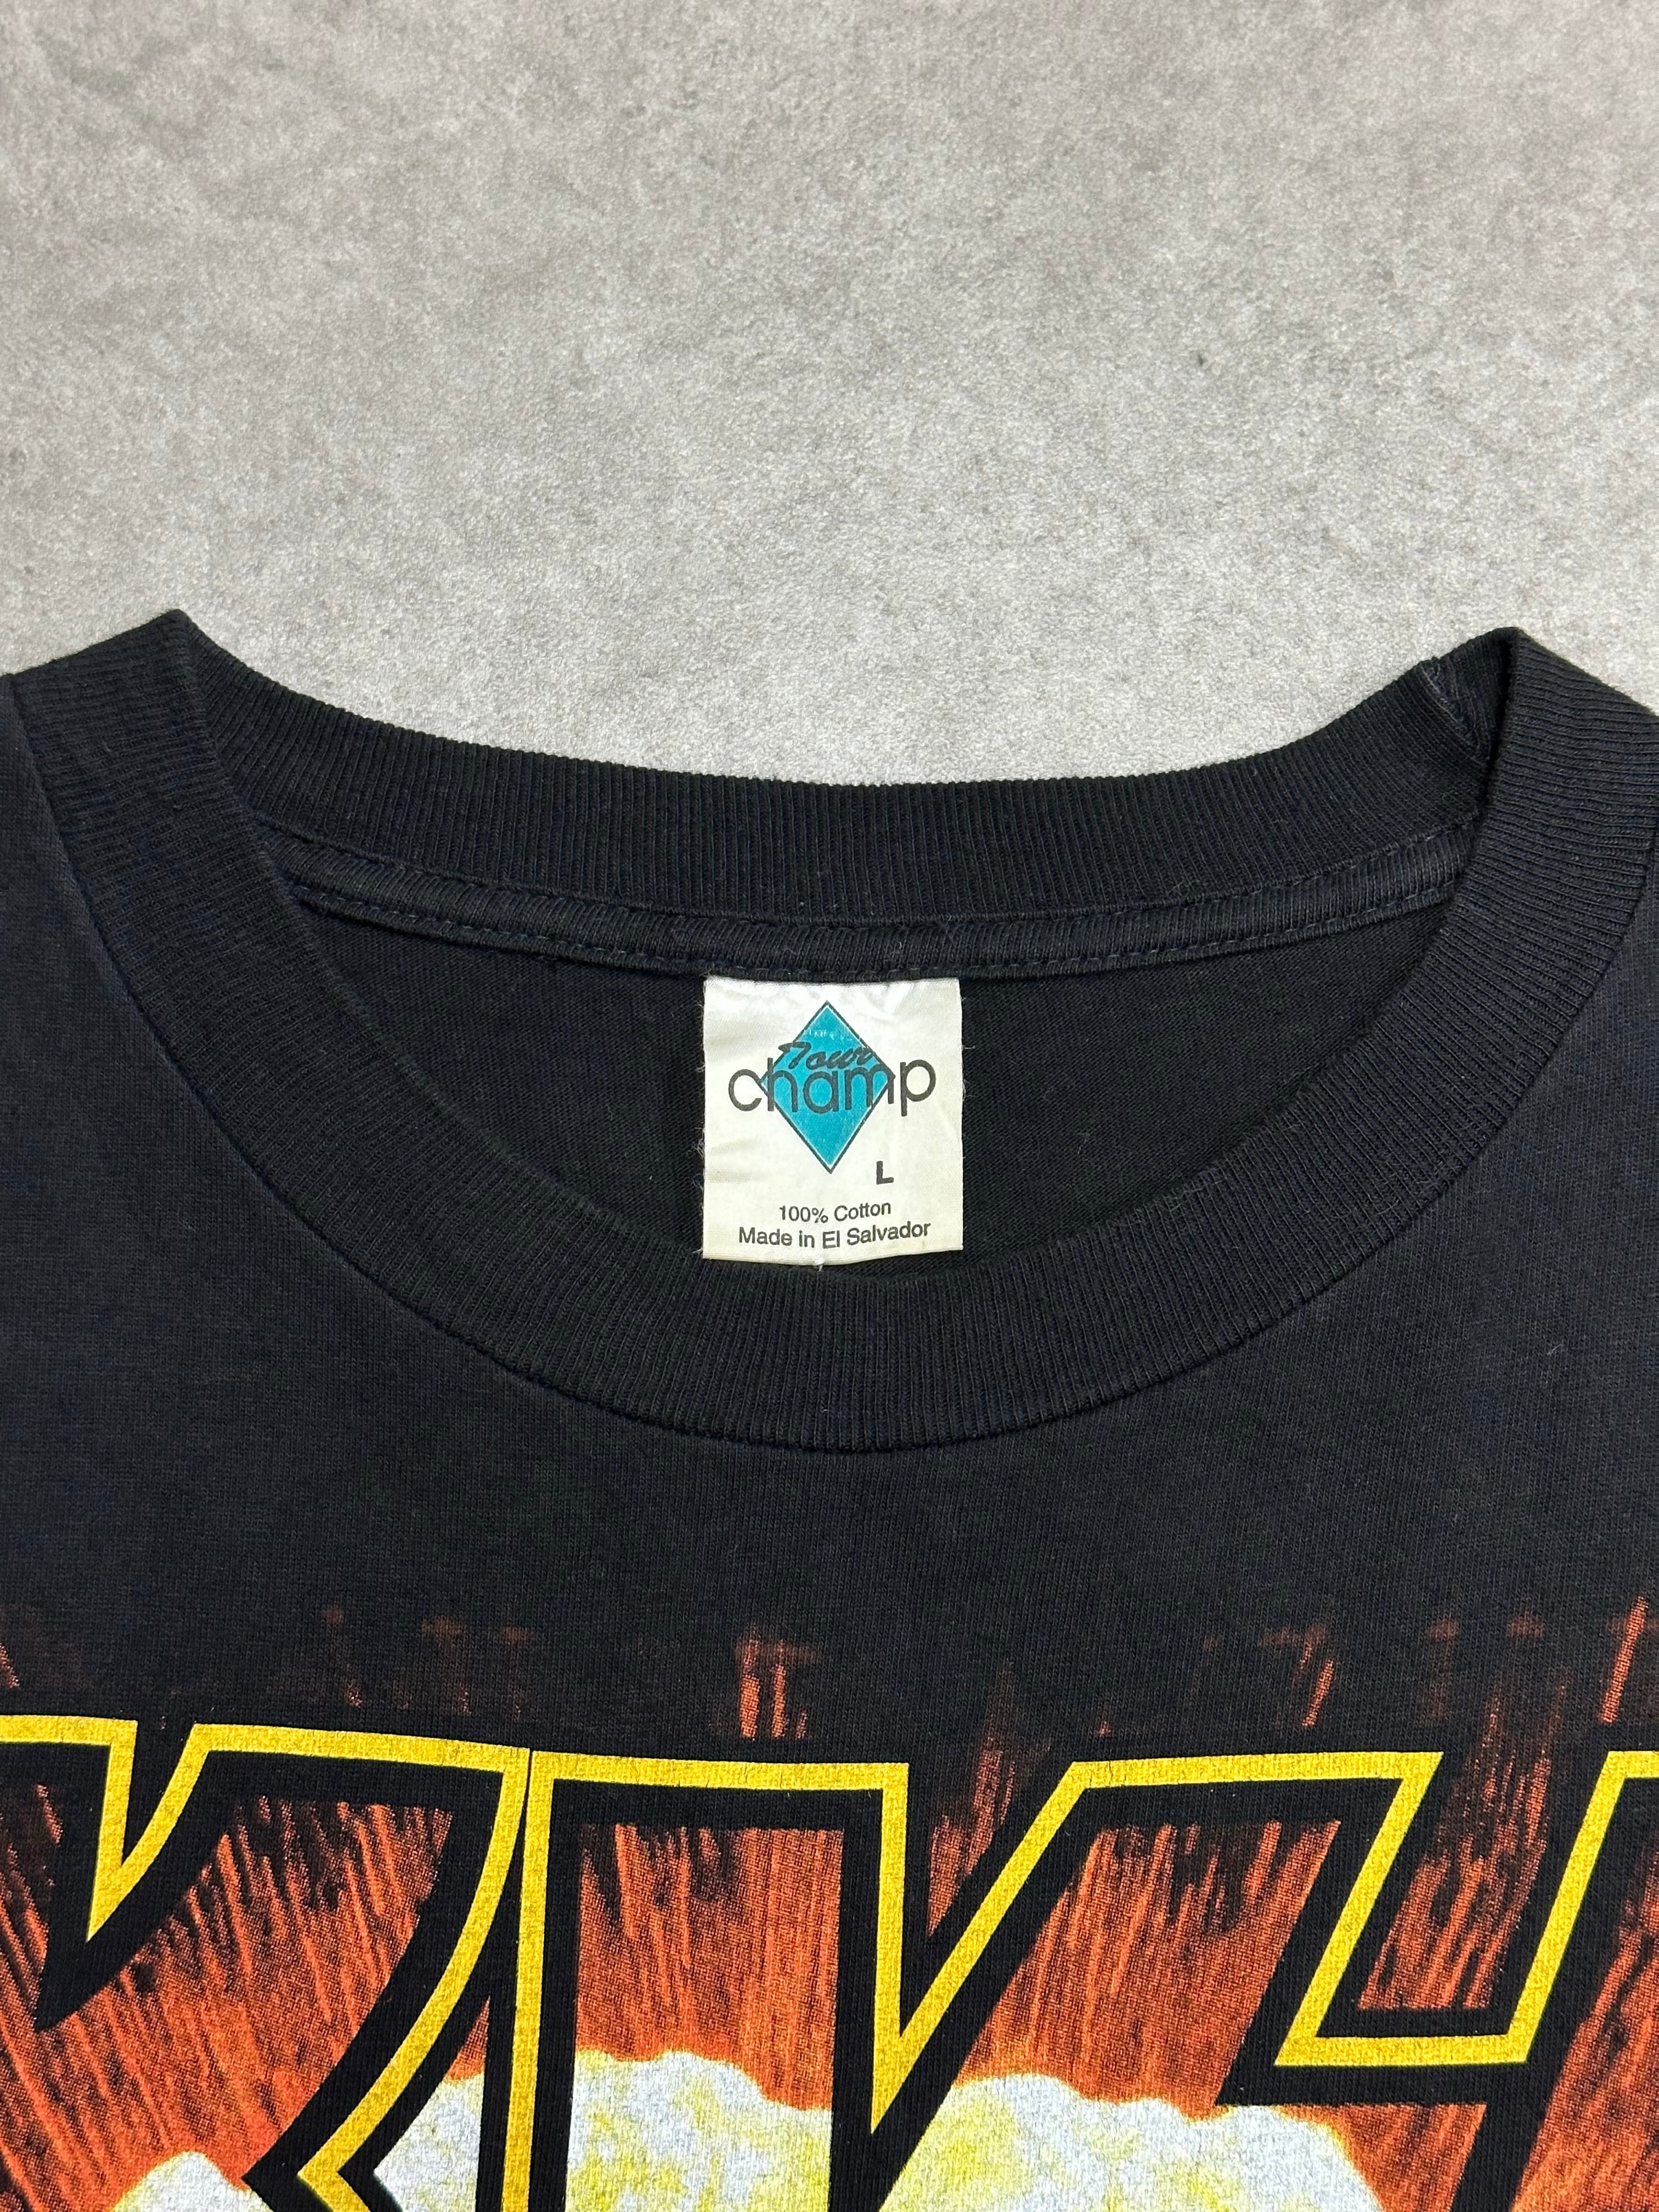 Tour
champ
L
100% Cotton
Made in El Salvador